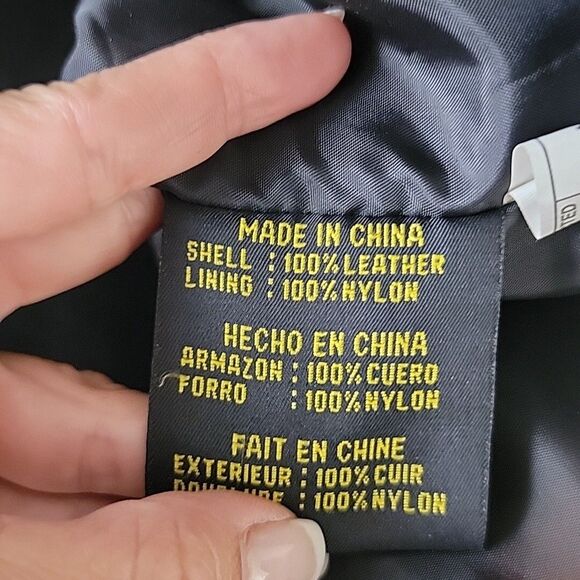 MADE IN CHINA
SHELL : 100% LEATHER
LINING : 100% NYLON
HECHO EN CHINA
ARMAZON : 100% CUERO
FORRO : 100% NYLON
FAIT EN CHINE
EXTERIEUR : 100% CUIR
: 100% NYLON
TED